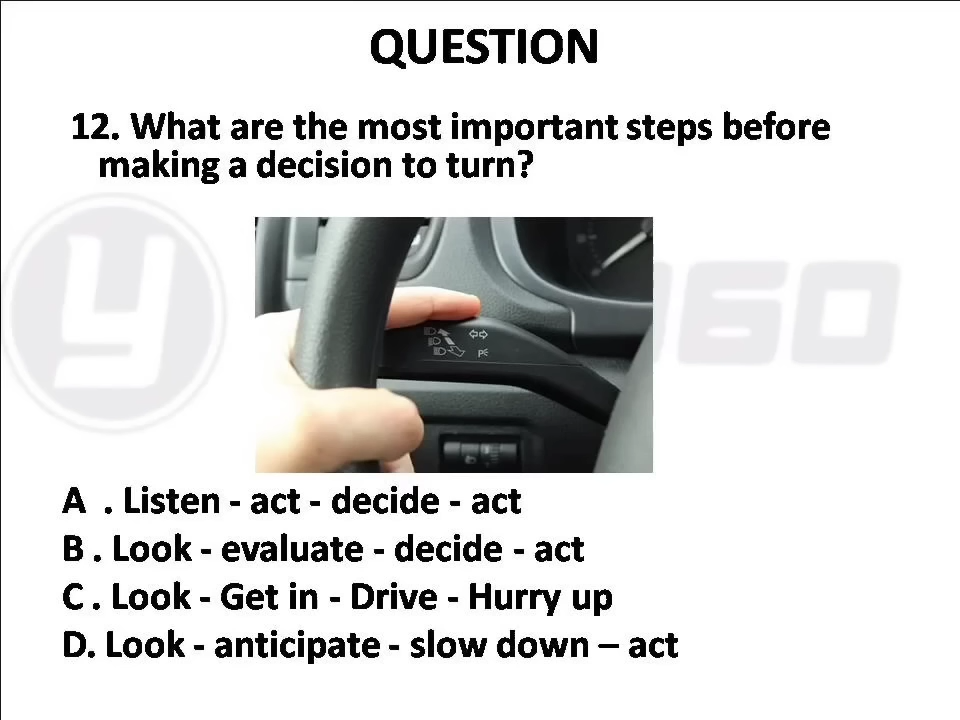 QUESTION
12. What are the most important steps before
making a decision to turn?
A . Listen - act - decide - act
B . Look - evaluate - decide - act
C . Look - Get in - Drive - Hurry up
D. Look - anticipate - slow down – act